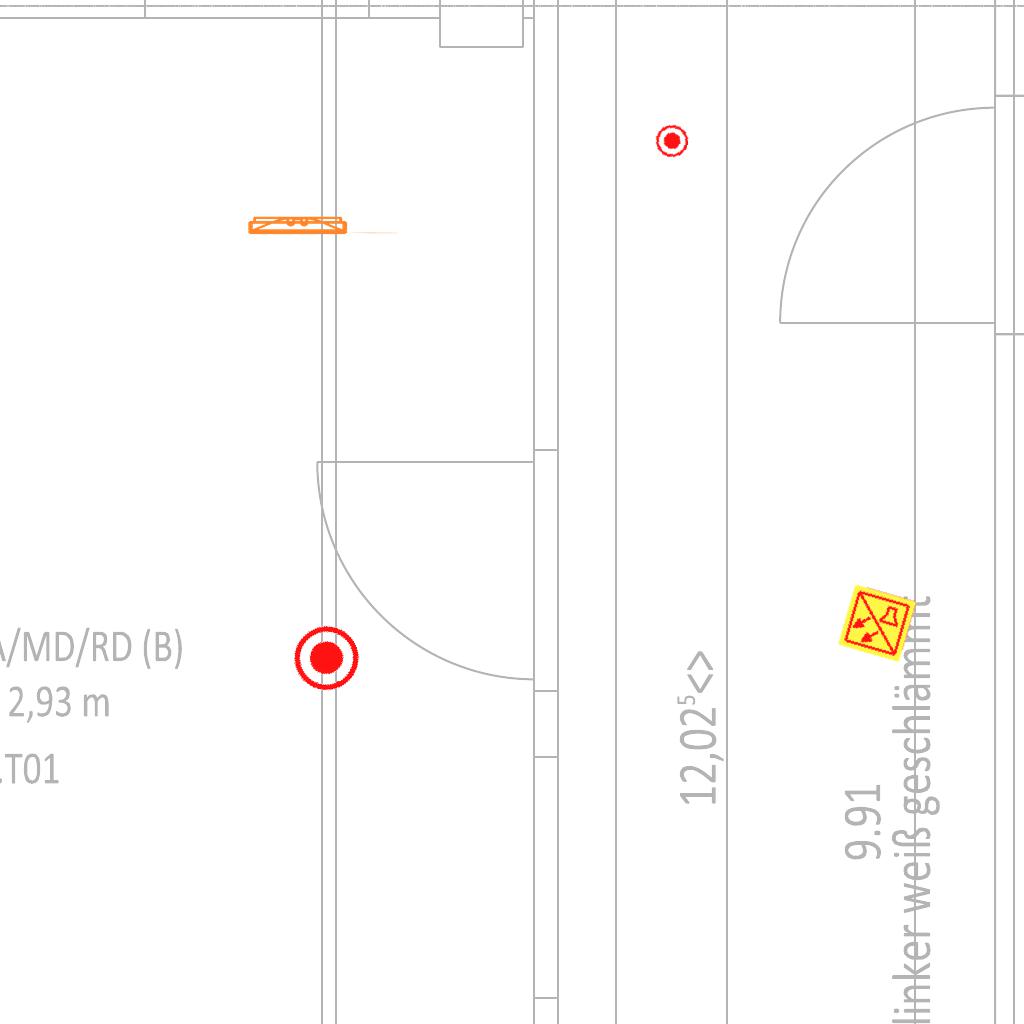 A/MD/RD (B)
2,93 m
.T01
12,02⁵<>
9.91
linker weiß geschlämmt